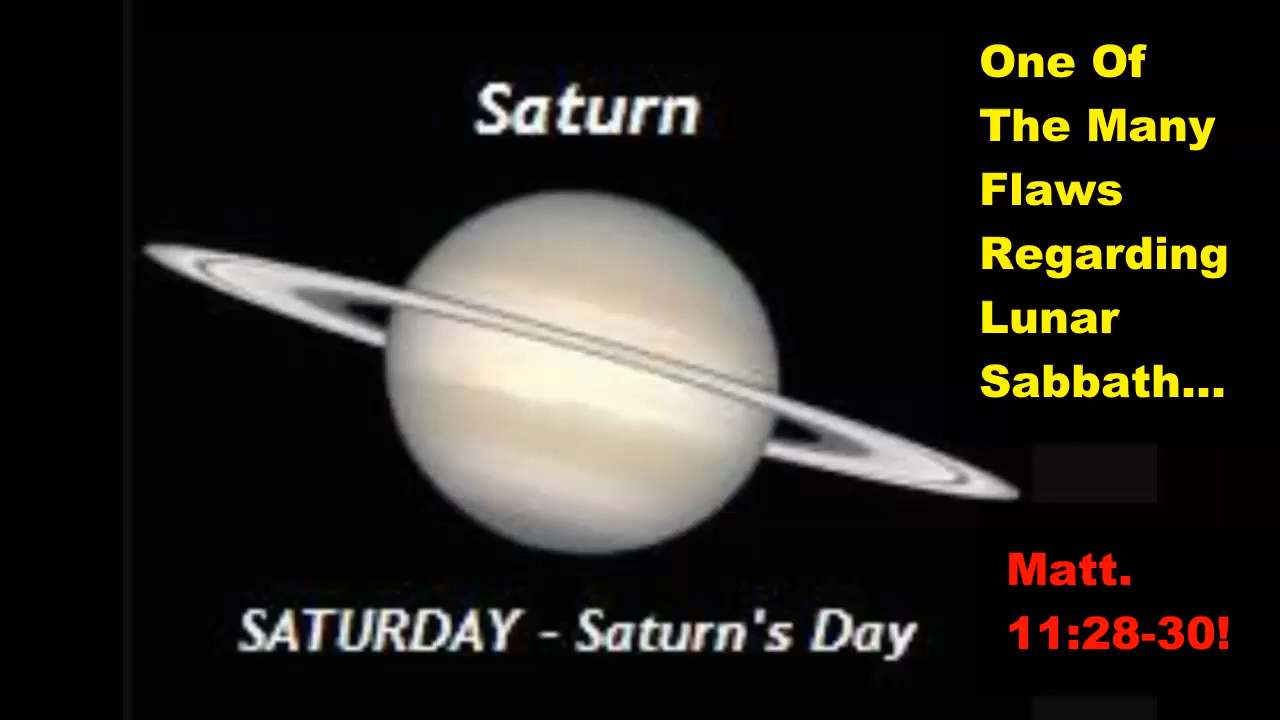 Saturn
SATURDAY - Saturn's Day
One Of
The Many
Flaws
Regarding
Lunar
Sabbath...
Matt.
11:28-30!